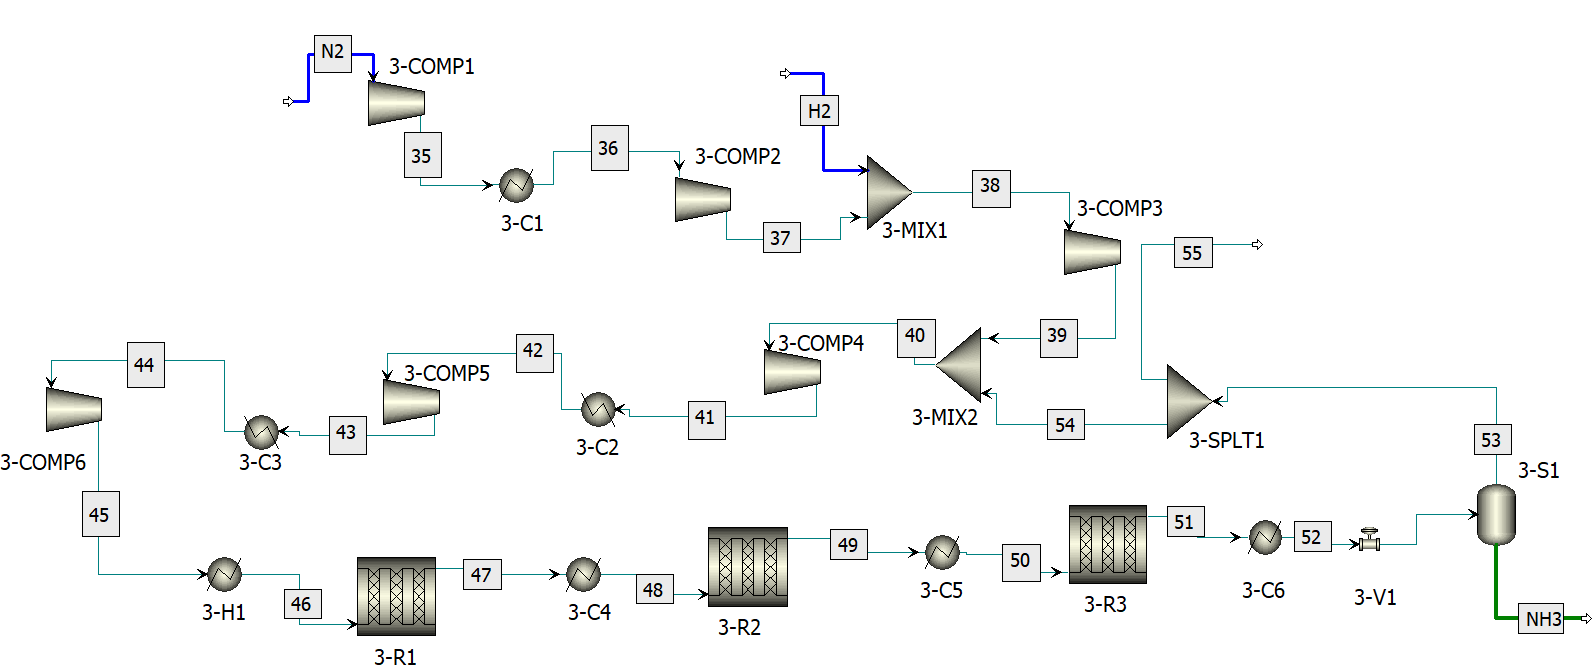 N2
3-COMP1
H2
35
36
3-COMP2
3-C1
37
38
3-MIX1
3-COMP3
55
44
42
40
39
3-COMP4
3-COMP5
3-MIX2
54
3-SPLT1
53
3-COMP6
3-C3
43
3-C2
41
3-S1
45
3-H1
46
47
3-R1
3-C4
48
3-R2
49
3-C5
50
51
3-R3
3-C6
52
3-V1
NH3